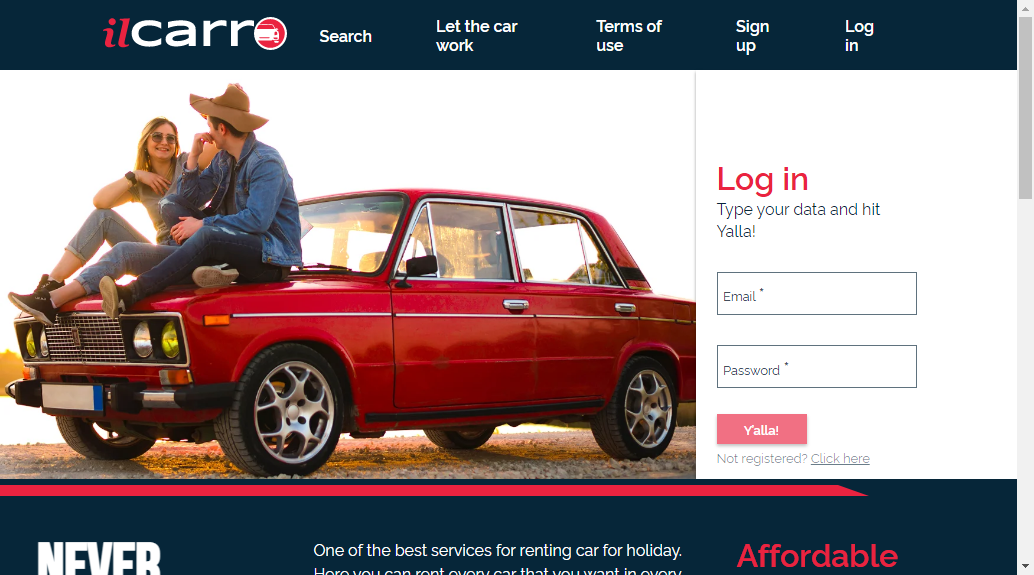 ilcarro
Search
Let the car
work
Terms of
use
Sign
up
Log
in
Log in
Type your data and hit
Yalla!
Email *
Password *
Y'alla!
Not registered? Click here
NEVER
One of the best services for renting car for holiday.
Here you can rent every car that you want in every
Affordable